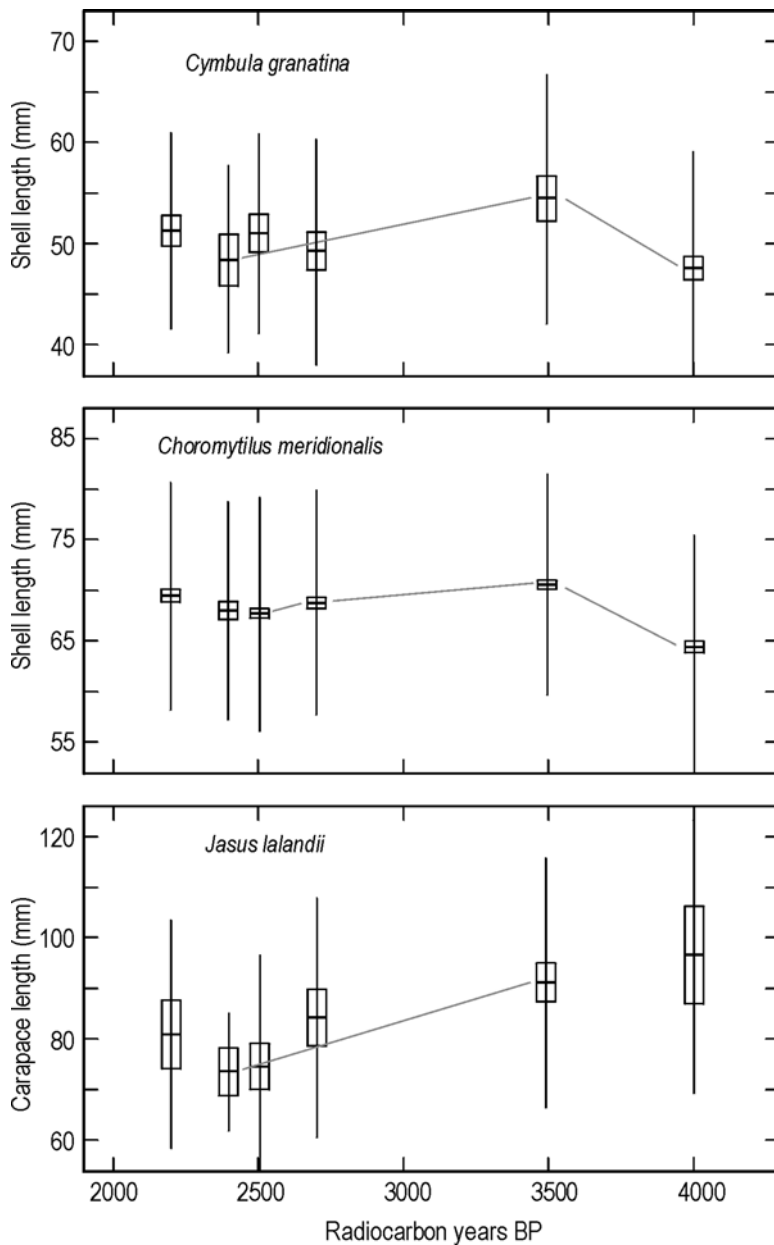 Cymbula granatina
Shell length (mm)
70
60
50
40
Choromytilus meridionalis
Shell length (mm)
85
75
65
55
Jasus lalandii
Carapace length (mm)
120
100
80
60
2000 2500 3000 3500 4000
Radiocarbon years BP